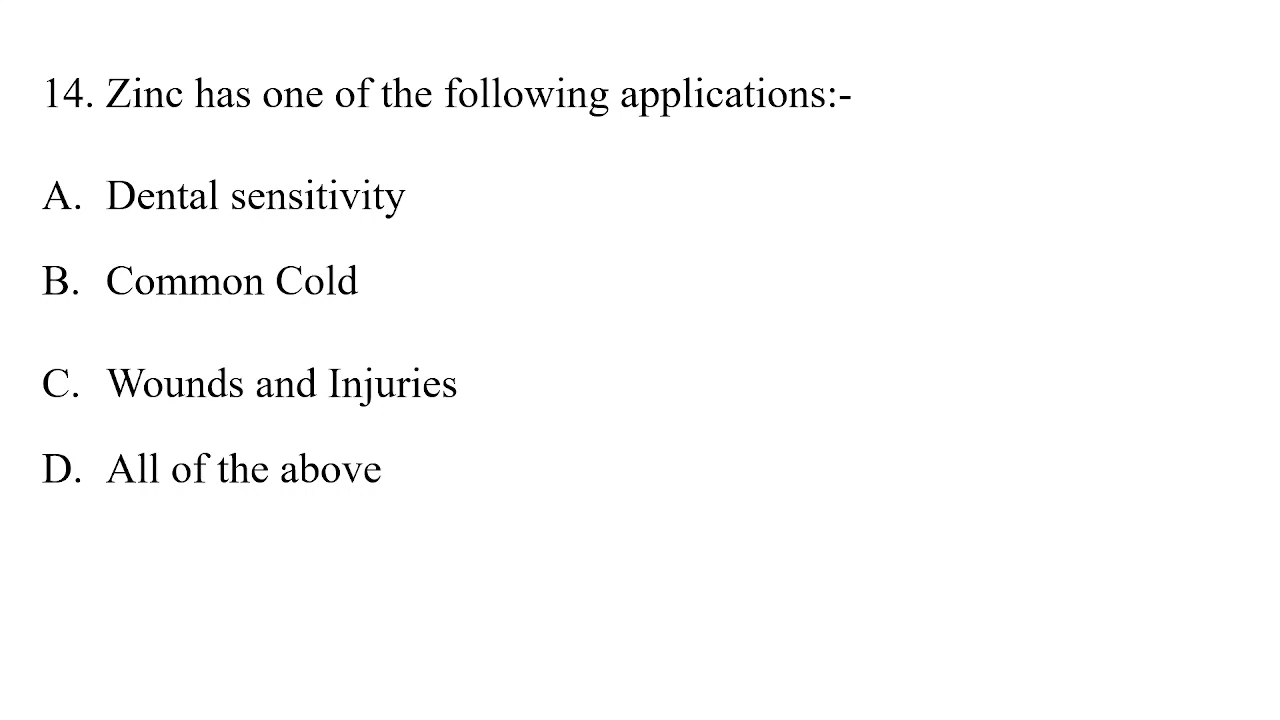 14. Zinc has one of the following applications:-
A. Dental sensitivity
B. Common Cold
C. Wounds and Injuries
D. All of the above